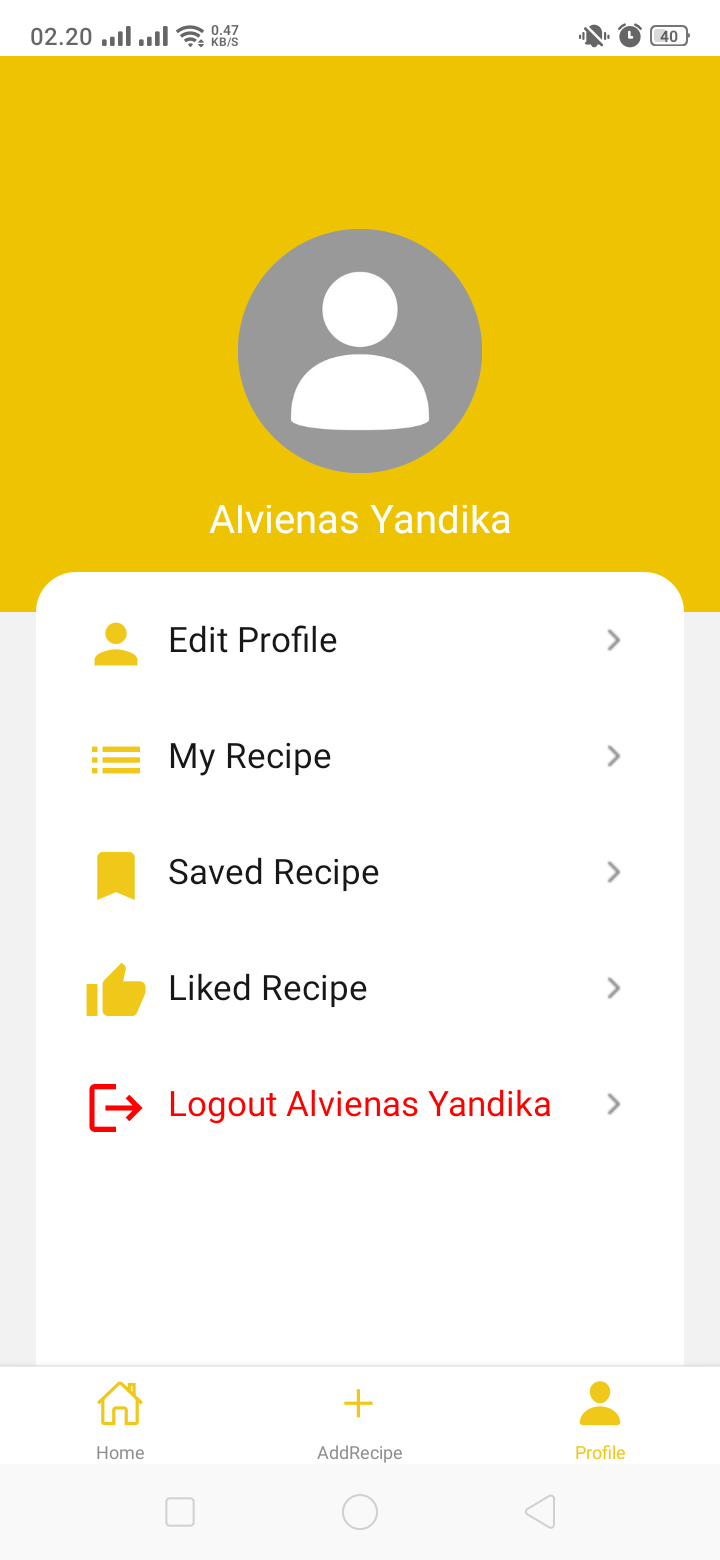 02.20 0.47
KB/S 40
Alvienas Yandika
Edit Profile
My Recipe
Saved Recipe
Liked Recipe
Logout Alvienas Yandika
Home AddRecipe Profile